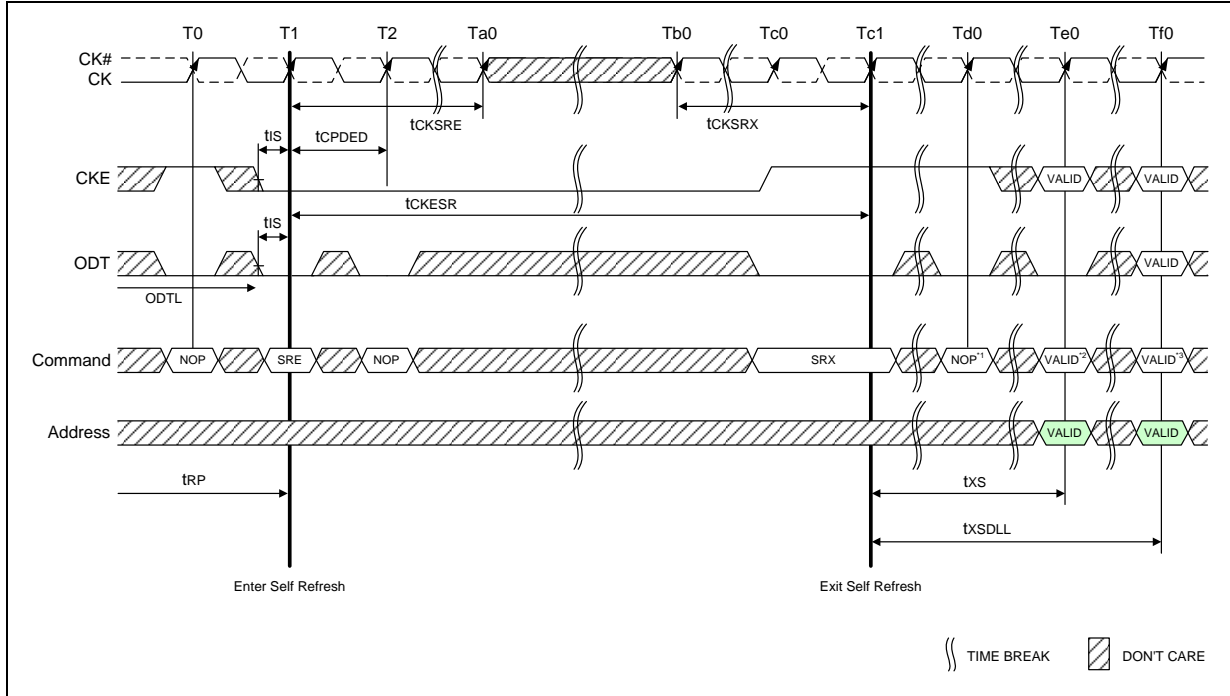 T0 T1 T2 Ta0 Tb0 Tc0 Tc1 Td0 Te0 Tf0
CK#
CK
tCKSRE
tCKSRX
tIS
tCPDED
CKE
VALID
VALID
tCKESR
tIS
ODT
VALID
ODTL
Command
NOP
SRE
NOP
SRX
NOP*1
VALID*2
VALID*3
Address
VALID
VALID
tRP
tXS
tXSDLL
Enter Self Refresh
Exit Self Refresh
TIME BREAK
DON'T CARE